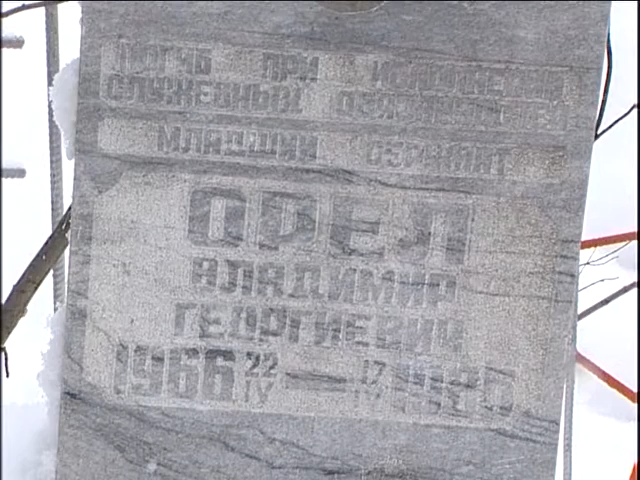 ПОГИБ ПРИ ИСПОЛНЕНИИ
СЛУЖЕБНЫХ ОБЯЗАННОСТЕЙ
МЛАДШИЙ СЕРЖАНТ
ОРЕЛ
ВЛАДИМИР
ГЕОРГИЕВИЧ
1966 22 IV — 17